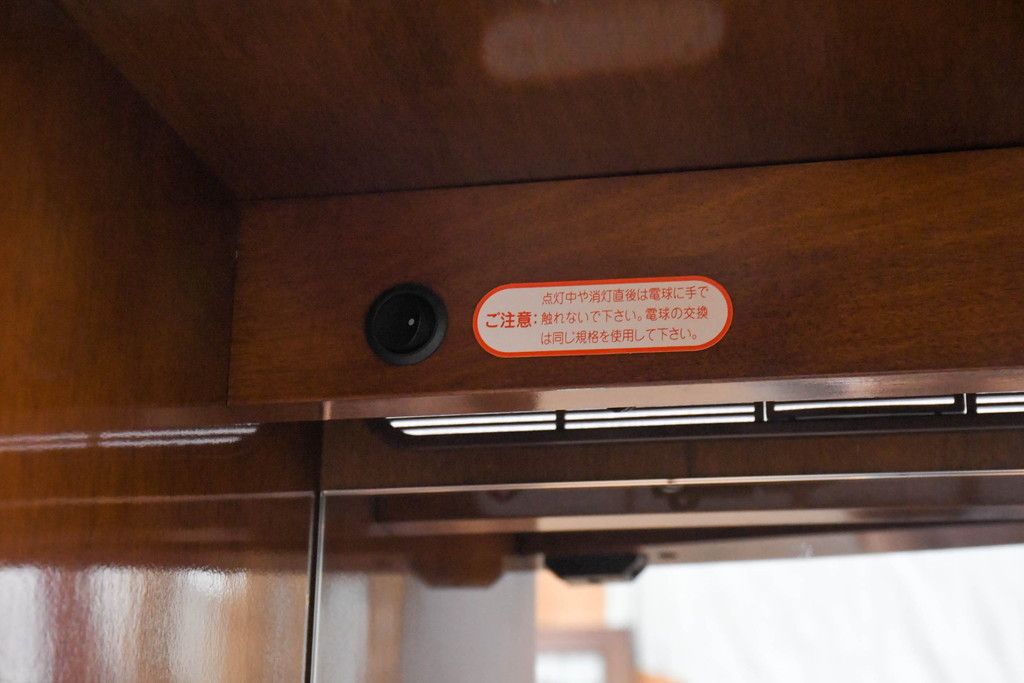 ご注意:
点灯中や消灯直後は電球に手で
触れないで下さい。電球の交換
は同じ規格を使用して下さい。